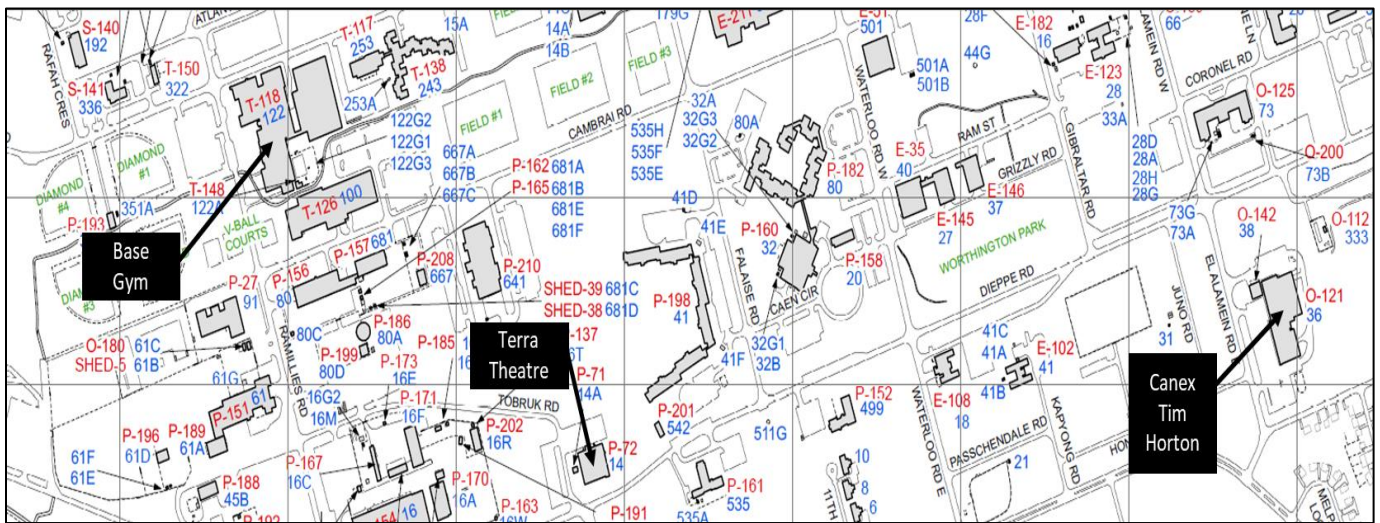 S-140
192
RAFAH CRES
T-150
322
S-141
336
T-117
253
15A
T-138
243
253A
T-118
122
122G2
122G1
122G3
FIELD #1
FIELD #2
FIELD #3
14A
14B
179G
E-211
CAMBRAI RD
32A
32G3
32G2
80A
535H
535F
535E
501
WATERLOO RD W
501A
501B
44G
28F
E-182
16
E-123
28
33A
66
CORONEL RD
O-125
73
RAM ST
GRIZZLY RD
GIBRALTAR RD
28D
28A
28H
28G
O-200
73B
73G
73A
DIAMOND
#1
DIAMOND
#4
351A
T-148
122A
V-BALL
COURTS
T-126
100
667A
667B
667C
P-162
P-165
681A
681B
681E
681F
P-193
Base
Gym
P-27
91
P-156
80
P-157
681
P-208
667
P-210
641
SHED-39
681C
SHED-38
681D
41D
41E
P-198
41
41F
FALAISE RD
P-182
80
P-160
32
CAEN CIR
P-158
20
32G1
32B
E-35
40
E-145
27
E-146
37
WORTHINGTON PARK
DIEPPE RD
EL ALAMEIN RD
JUNO RD
31
O-142
38
O-112
333
O-121
36
O-180
SHED-5
61C
61B
61G
80C
RAMILLIES RD
P-186
80A
P-199
80D
P-173
16E
P-185
Terra
Theatre
P-71
14A
TOBRUK RD
P-151
61
P-189
61A
P-196
61D
61F
61E
P-188
45B
16G2
16M
P-171
16F
P-202
16R
P-167
16C
P-170
16A
P-163
16W
16
P-191
P-72
14
P-201
542
P-161
535
535A
511G
P-152
499
10
8
6
11TH
E-108
18
WATERLOO RD E
41C
41A
41B
E-102
41
PASSCHENDALE RD
21
KAPYONG RD
Canex
Tim
Horton